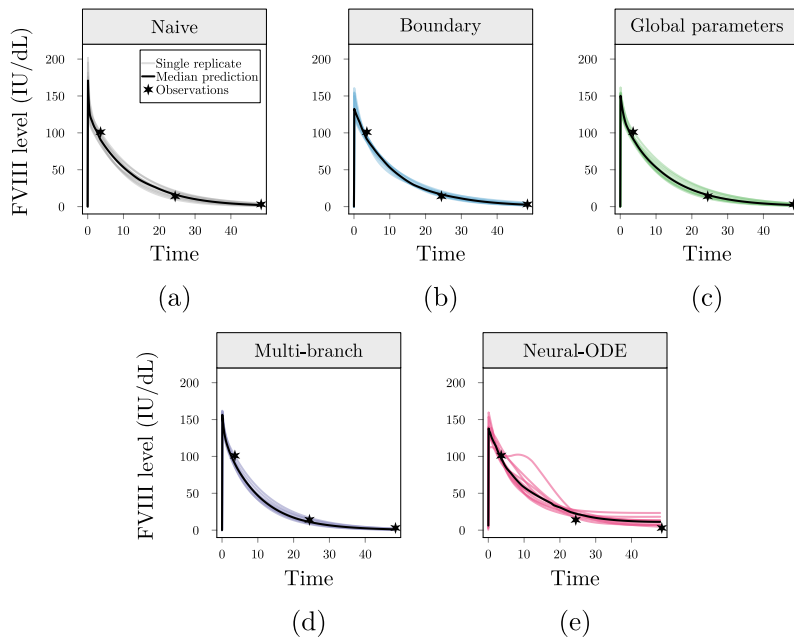 Naive
Boundary
Global parameters
FVIII level (IU/dL)
200
150
100
50
0
Single replicate
Median prediction
Observations
200
150
100
50
0
200
150
100
50
0
0 10 20 30 40
0 10 20 30 40
0 10 20 30 40
Time
Time
Time
(a)
(b)
(c)
Multi-branch
Neural-ODE
FVIII level (IU/dL)
200
150
100
50
0
200
150
100
50
0
0 10 20 30 40
0 10 20 30 40
Time
Time
(d)
(e)